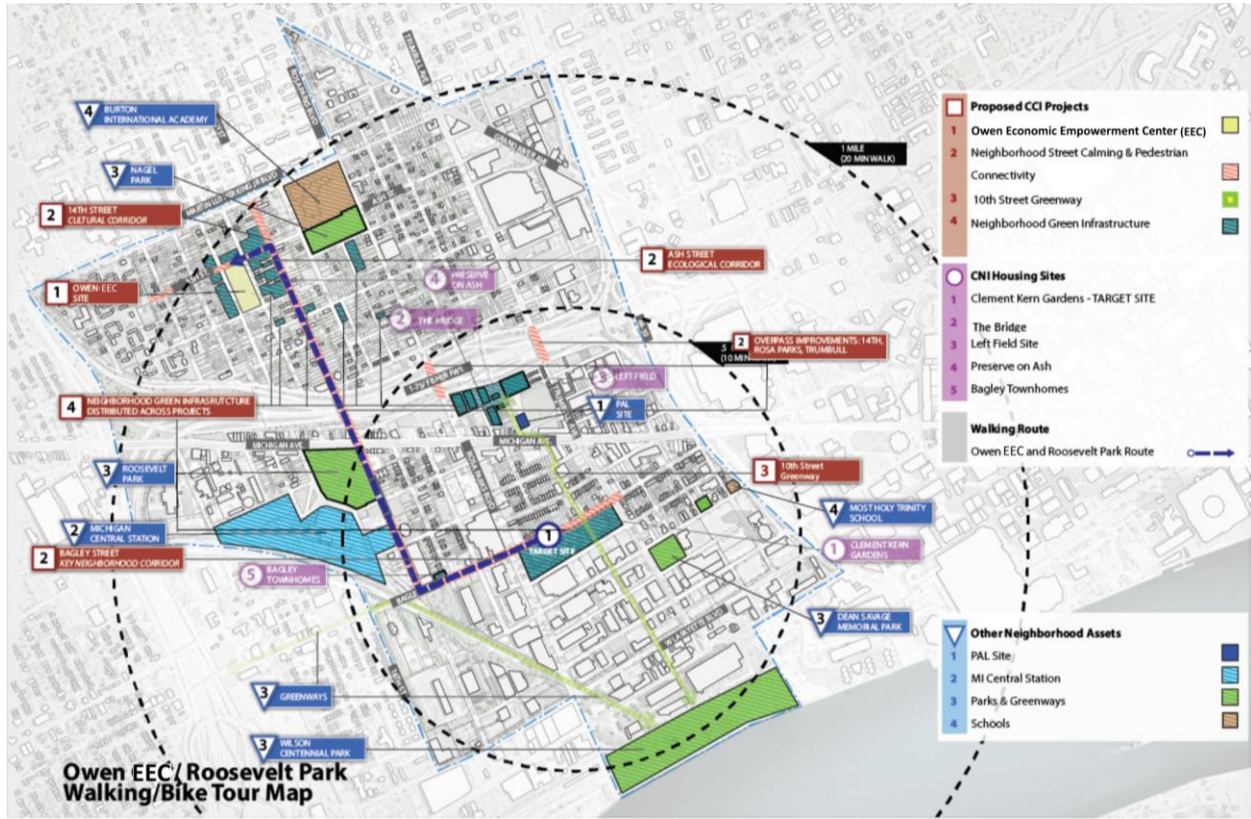 4 BURTON
INTERNATIONAL ACADEMY
3 NAGEL
PARK
MARTIN LUTHER KING JR BLVD
ASH
2 14TH STREET
CULTURAL CORRIDOR
1 OWEN-EEC
SITE
1 MILE
(20 MIN WALK)
2 ASH STREET
ECOLOGICAL CORRIDOR
4 PRESERVE
ON ASH
2 THE BRIDGE
2 OVERPASS IMPROVEMENTS: 14TH,
ROSA PARKS, TRUMBULL
.5
(10 MIN
I-75/ FISHER FWY.
3 LEFT FIELD
1 PAL
SITE
4 NEIGHBORHOOD GREEN INFRASRUTCTURE
DISTRIBUTED ACROSS PROJECTS
MICHIGAN AVE.
MICHIGAN AVE.
3 ROOSEVELT
PARK
3 10th Street
Greenway
2 MICHIGAN
CENTRAL STATION
4 MOST HOLY TRINITY
SCHOOL
1
TARGET SITE
2 BAGLEY STREET
KEY NEIGHBORHOOD CORRIDOR
1 CLEMENT KERN
GARDENS
5 BAGLEY
TOWNHOMES
3 DEAN SAVAGE
MEMORIAL PARK
3 GREENWAYS
3 WILSON
CENTENNIAL PARK
Owen EEC/ Roosevelt Park
Walking/Bike Tour Map
Proposed CCI Projects
1 Owen Economic Empowerment Center (EEC)
2 Neighborhood Street Calming & Pedestrian
Connectivity
3 10th Street Greenway
4 Neighborhood Green Infrastructure
CNI Housing Sites
1 Clement Kern Gardens - TARGET SITE
2 The Bridge
3 Left Field Site
4 Preserve on Ash
5 Bagley Townhomes
Walking Route
Owen EEC and Roosevelt Park Route
Other Neighborhood Assets
1 PAL Site
2 MI Central Station
3 Parks & Greenways
4 Schools